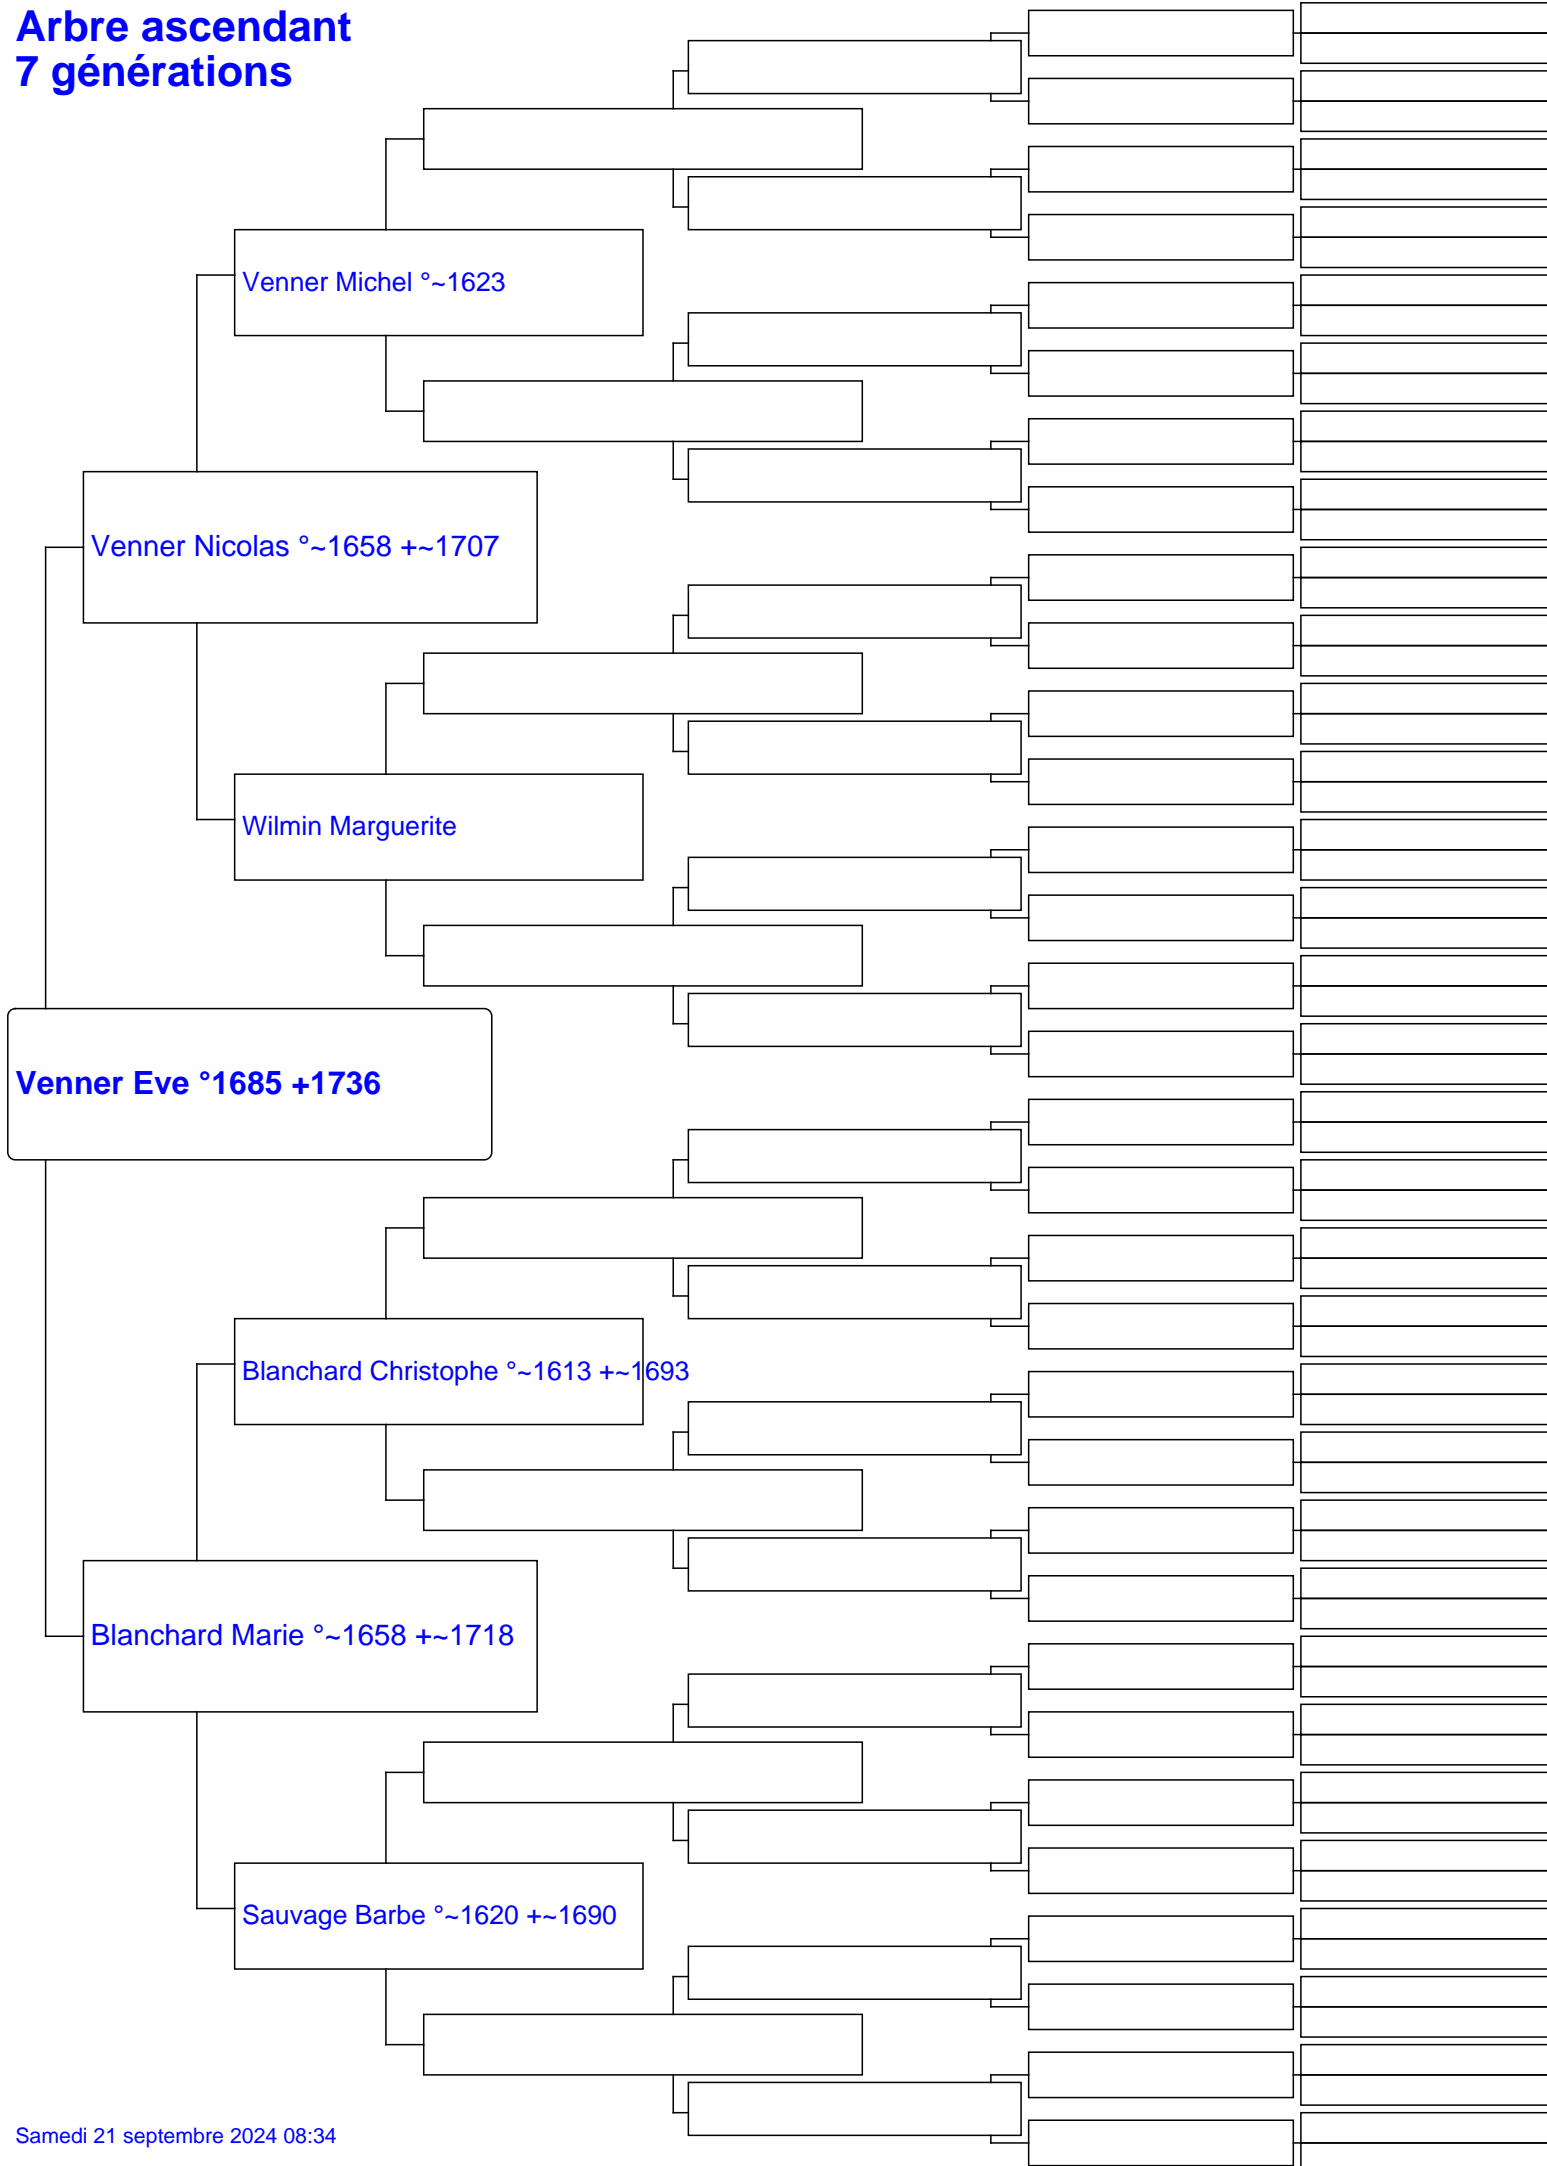 Arbre ascendant
7 générations
Venner Michel °~1623
Venner Nicolas °~1658 +~1707
Wilmin Marguerite
Venner Eve °1685 +1736
Blanchard Christophe °~1613 +~1693
Blanchard Marie °~1658 +~1718
Sauvage Barbe °~1620 +~1690
Samedi 21 septembre 2024 08:34